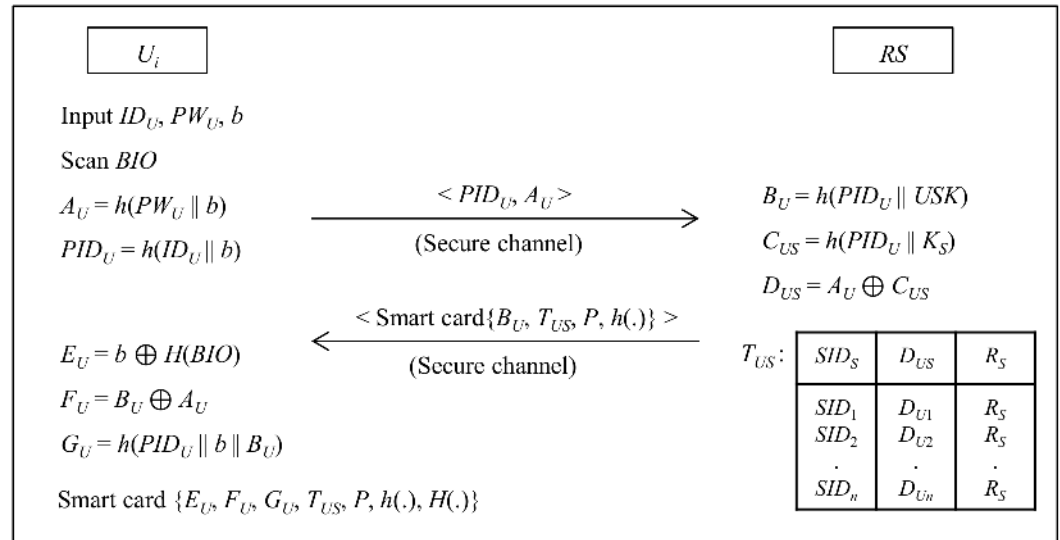 U_i
RS
Input ID_U, PW_U, b
Scan BIO
A_U = h(PW_U || b)
PID_U = h(ID_U || b)
< PID_U, A_U >
(Secure channel)
B_U = h(PID_U || USK)
C_US = h(PID_U || K_S)
D_US = A_U ⊕ C_US
< Smart card{B_U, T_US, P, h(.)} >
(Secure channel)
E_U = b ⊕ H(BIO)
F_U = B_U ⊕ A_U
G_U = h(PID_U || b || B_U)
Smart card {E_U, F_U, G_U, T_US, P, h(.), H(.)}
T_US: SID_S D_US R_S
SID_1 D_U1 R_S
SID_2 D_U2 R_S
. . .
SID_n D_Un R_S